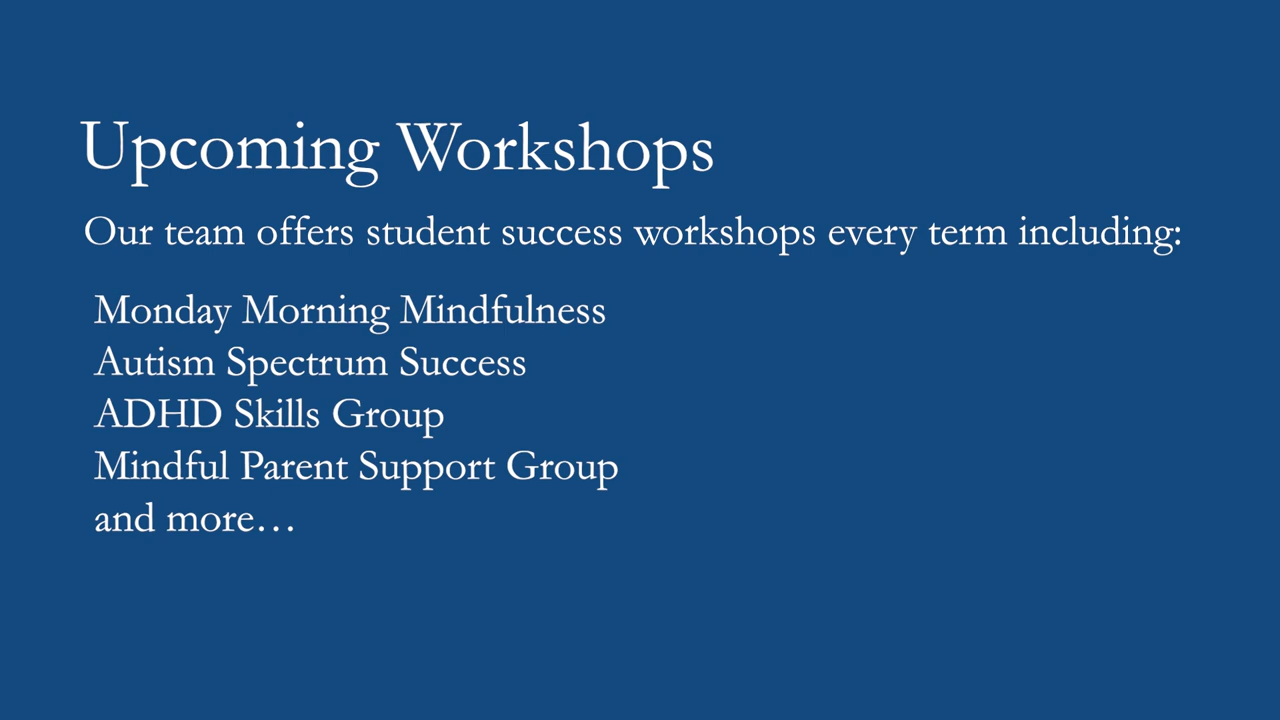 Upcoming Workshops
Our team offers student success workshops every term including:
Monday Morning Mindfulness
Autism Spectrum Success
ADHD Skills Group
Mindful Parent Support Group
and more…